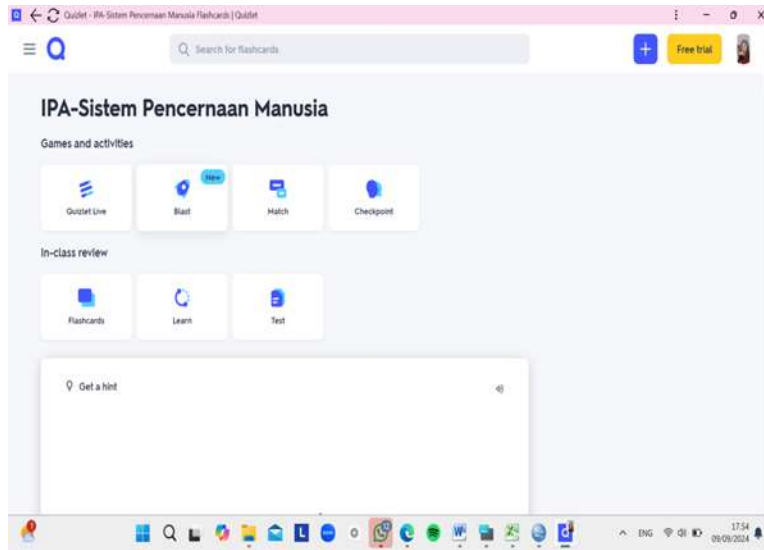 Quizlet - IPA-Sistem Pencernaan Manusia Flashcards | Quizlet
Search for flashcards
Free trial
IPA-Sistem Pencernaan Manusia
Games and activities
Quizlet Live
New
Blast
Match
Checkpoint
In-class review
Flashcards
Learn
Test
Get a hint
ENG
17.54
09/09/2024